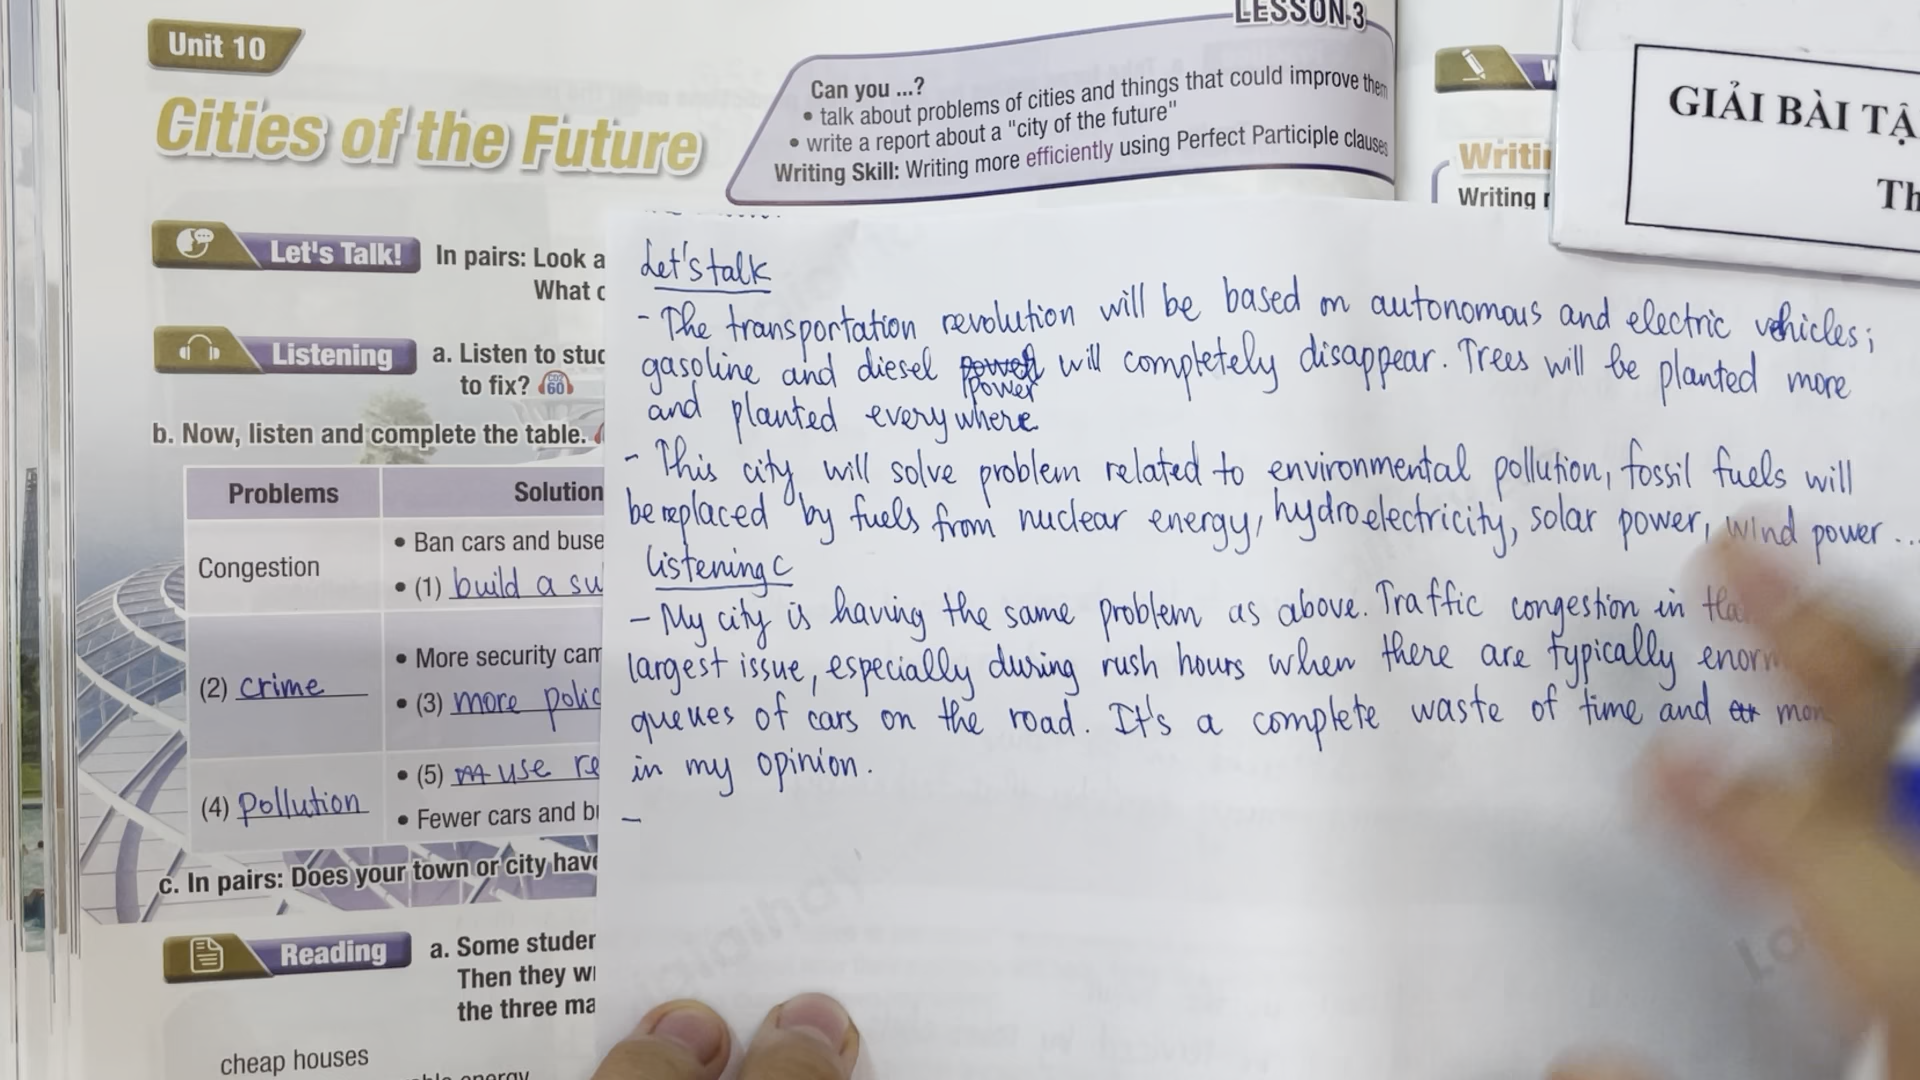 LESSON 3
Unit 10
Cities of the Future
Can you ...?
• talk about problems of cities and things that could improve them
• write a report about a "city of the future"
Writing Skill: Writing more efficiently using Perfect Participle clauses
Let's Talk!
In pairs: Look a
What
Listening
a. Listen to
to fix? CD2 60
b. Now, listen and complete the table.
Problems
Solution
Congestion
• Ban cars and buse
• (1) build a su
(2) crime
• More security cam
• (3) more polic
(4) pollution
• (5) use re
• Fewer cars and
c. In pairs: Does your town or city have
Reading
a. Some studen
Then they
the three ma
cheap houses
energy
Let's talk
- The transportation revolution will be based on autonomous and electric vehicles;
gasoline and diesel power will completely disappear. Trees will be planted more
and planted everywhere
- This city will solve problem related to environmental pollution, fossil fuels will
be replaced by fuels from nuclear energy, hydroelectricity, solar power, wind power...
Listening c
- My city is having the same problem as above. Traffic congestion in
largest issue, especially during rush hours when there are typically enorm
queues of cars on the road. It's a complete waste of time and mon
in my opinion.
-
Writi
Writing
GIẢI BÀI TẬ
Th